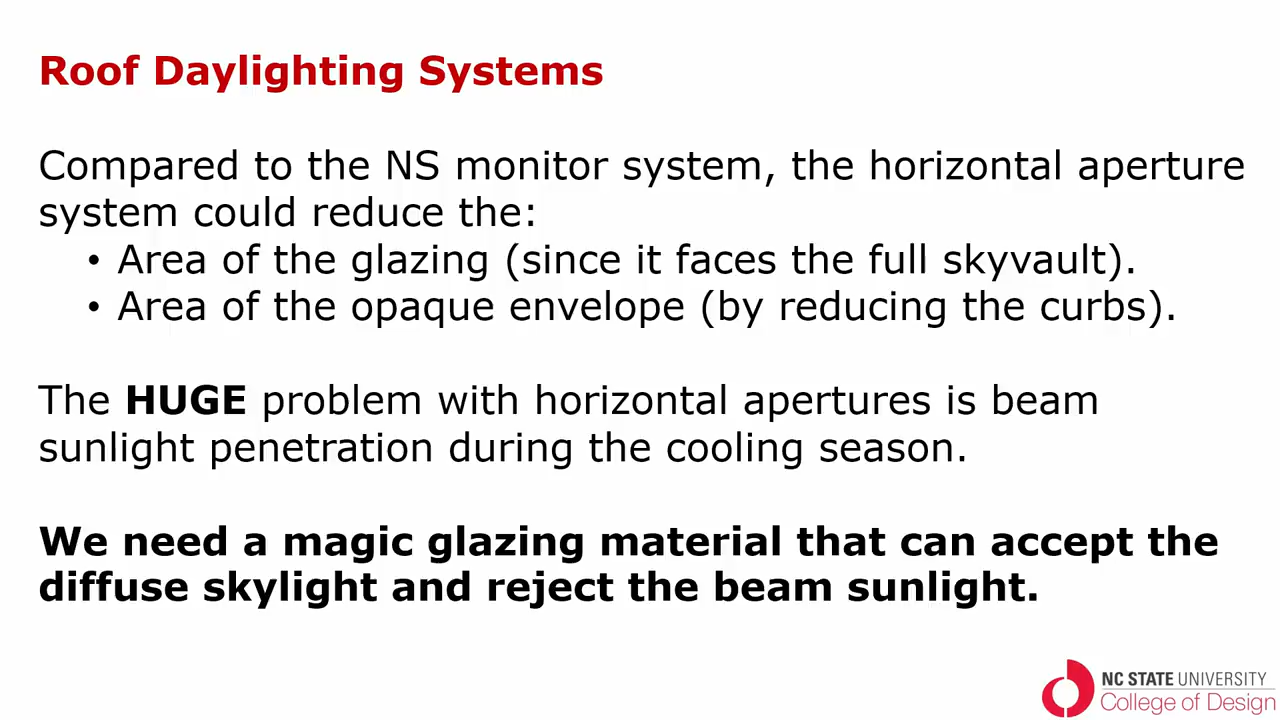 Roof Daylighting Systems
Compared to the NS monitor system, the horizontal aperture
system could reduce the:
• Area of the glazing (since it faces the full skyvault).
• Area of the opaque envelope (by reducing the curbs).
The HUGE problem with horizontal apertures is beam
sunlight penetration during the cooling season.
We need a magic glazing material that can accept the
diffuse skylight and reject the beam sunlight.
NC STATE UNIVERSITY
College of Design